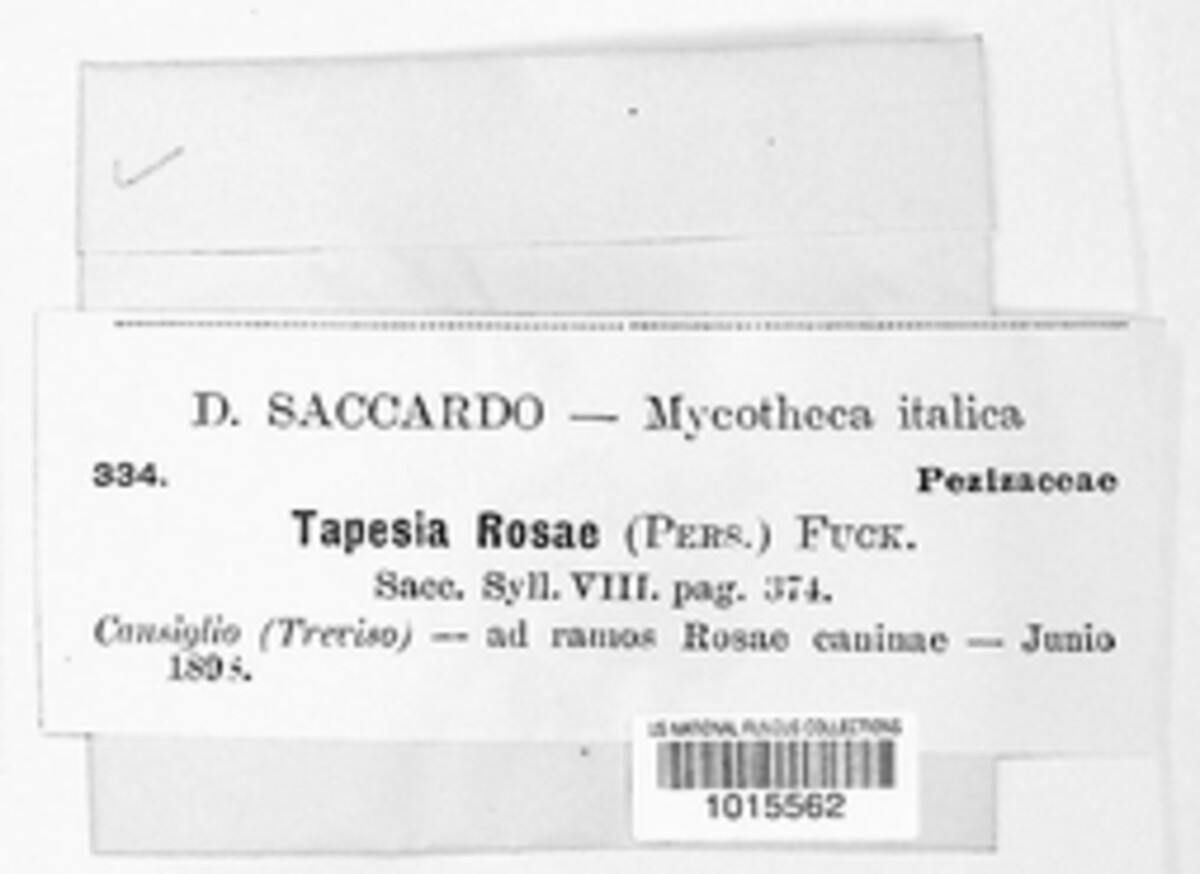 D. SACCARDO — Mycotheca italica
334. Pezizaceae
Tapesia Rosae (PERS.) FUCK.
Sacc. Syll. VIII. pag. 374.
Cansiglio (Treviso) — ad ramos Rosae caninae — Junio
US NATIONAL FUNGUS COLLECTIONS
1015562